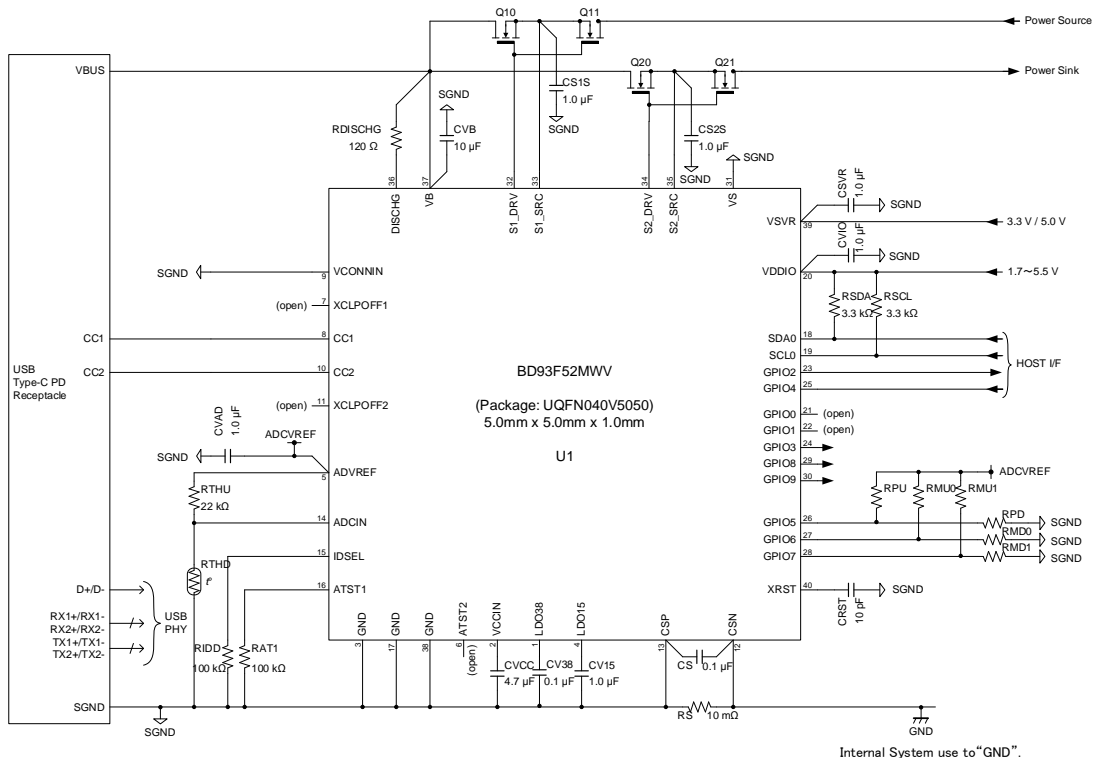 Q10
Q11
Power Source
VBUS
Q20
Q21
Power Sink
CS1S
1.0 µF
SGND
SGND
CS2S
1.0 µF
SGND
SGND
RDISCHG
120 Ω
CVB
10 µF
36
37
32
33
34
35
31
DISCHG
VB
S1_DRV
S1_SRC
S2_DRV
S2_SRC
VS
CSVR
1.0 µF
SGND
VSVR
39
3.3 V / 5.0 V
CVIO
1.0 µF
SGND
VDDIO
20
1.7～5.5 V
SGND
9
VCONNIN
(open)
7
XCLPOFF1
RSDA
3.3 kΩ
RSCL
3.3 kΩ
CC1
8
CC1
SDA0
18
SCL0
19
HOST I/F
CC2
10
CC2
GPIO2
23
GPIO4
25
USB
Type-C PD
Receptacle
BD93F52MWV
(Package: UQFN040V5050)
5.0mm x 5.0mm x 1.0mm
U1
(open)
11
XCLPOFF2
GPIO0
21
(open)
GPIO1
22
(open)
GPIO3
24
GPIO8
29
GPIO9
30
CVAD
1.0 µF
ADCVREF
SGND
ADVREF
5
ADCVREF
RPU
RMU0
RMU1
RTHU
22 kΩ
14
ADCIN
GPIO5
26
RPD
SGND
GPIO6
27
RMD0
SGND
GPIO7
28
RMD1
SGND
15
IDSEL
RTHD
t°
16
ATST1
XRST
40
CRST
10 pF
SGND
D+/D-
RX1+/RX1-
RX2+/RX2-
TX1+/TX1-
TX2+/TX2-
USB
PHY
RIDD
100 kΩ
RAT1
100 kΩ
GND
GND
GND
ATST2
VCCIN
LDO38
LDO15
CSP
CSN
3
17
38
6
2
1
4
13
12
(open)
CVCC
4.7 µF
CV38
0.1 µF
CV15
1.0 µF
CS
0.1 µF
SGND
SGND
RS
10 mΩ
GND
Internal System use to“GND”.